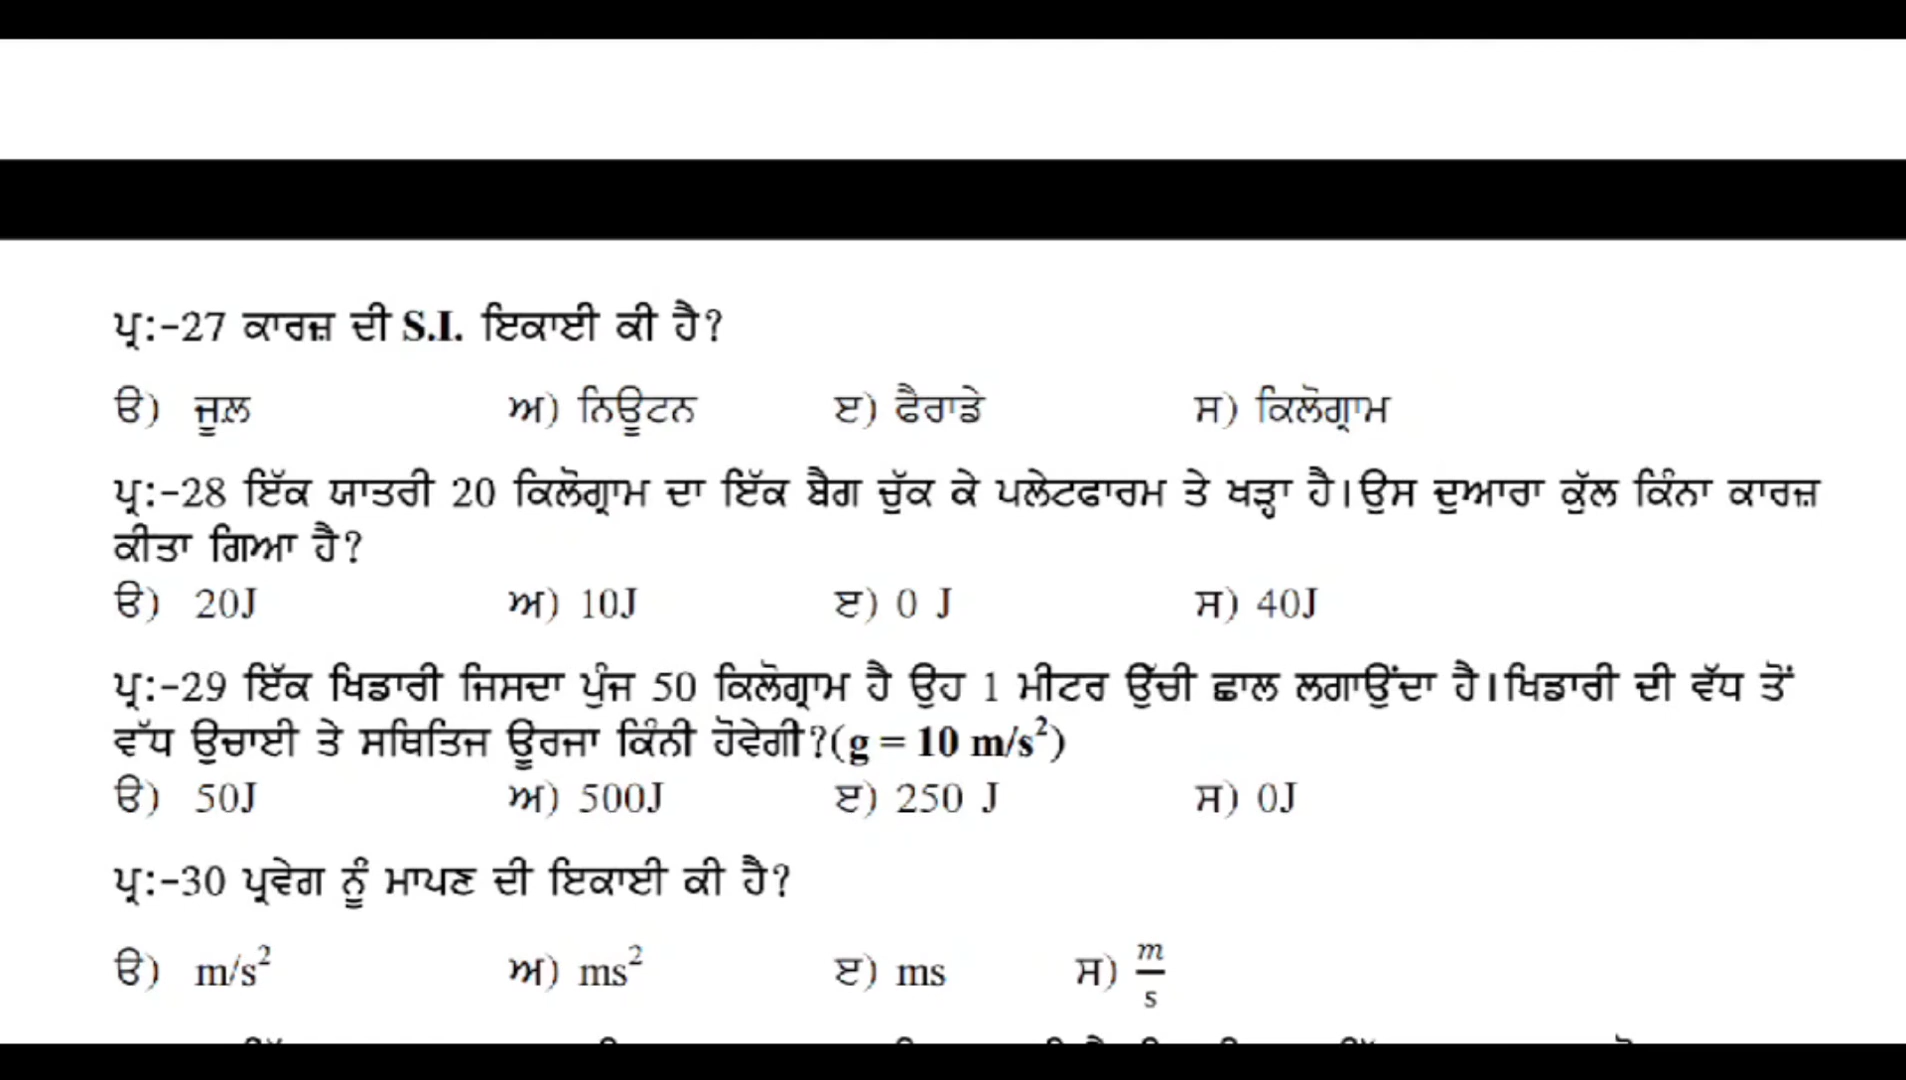 ਪ੍ਰ:-27 ਕਾਰਜ਼ ਦੀ S.I. ਇਕਾਈ ਕੀ ਹੈ?
ੳ) ਜੂਲ਼ ਅ) ਨਿਊਟਨ ੲ) ਫੈਰਾਡੇ ਸ) ਕਿਲੋਗ੍ਰਾਮ
ਪ੍ਰ:-28 ਇੱਕ ਯਾਤਰੀ 20 ਕਿਲੋਗ੍ਰਾਮ ਦਾ ਇੱਕ ਬੈਗ ਚੁੱਕ ਕੇ ਪਲੇਟਫਾਰਮ ਤੇ ਖੜ੍ਹਾ ਹੈ।ਉਸ ਦੁਆਰਾ ਕੁੱਲ ਕਿੰਨਾ ਕਾਰਜ਼
ਕੀਤਾ ਗਿਆ ਹੈ?
ੳ) 20J ਅ) 10J ੲ) 0 J ਸ) 40J
ਪ੍ਰ:-29 ਇੱਕ ਖਿਡਾਰੀ ਜਿਸਦਾ ਪੁੰਜ 50 ਕਿਲੋਗ੍ਰਾਮ ਹੈ ਉਹ 1 ਮੀਟਰ ਉੱਚੀ ਛਾਲ ਲਗਾਉਂਦਾ ਹੈ।ਖਿਡਾਰੀ ਦੀ ਵੱਧ ਤੋਂ
ਵੱਧ ਉਚਾਈ ਤੇ ਸਥਿਤਿਜ ਊਰਜਾ ਕਿੰਨੀ ਹੋਵੇਗੀ?(g = 10 m/s²)
ੳ) 50J ਅ) 500J ੲ) 250 J ਸ) 0J
ਪ੍ਰ:-30 ਪ੍ਰਵੇਗ ਨੂੰ ਮਾਪਣ ਦੀ ਇਕਾਈ ਕੀ ਹੈ?
ੳ) m/s² ਅ) ms² ੲ) ms ਸ) m/s